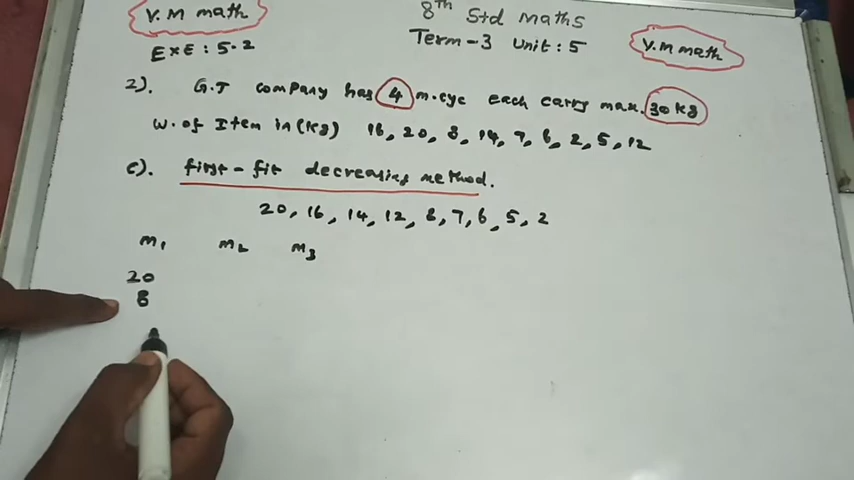 V.M math
8th Std Maths
Term-3 Unit : 5
V.M math
EXE : 5.2
2). G.T company has 4 m.cyc each carry max. 30 kg
W. of Item in (kg) 16, 20, 8, 14, 7, 6, 2, 5, 12
c). first-fit decreasing method.
20, 16, 14, 12, 8, 7, 6, 5, 2
m1 m2 m3
20
8